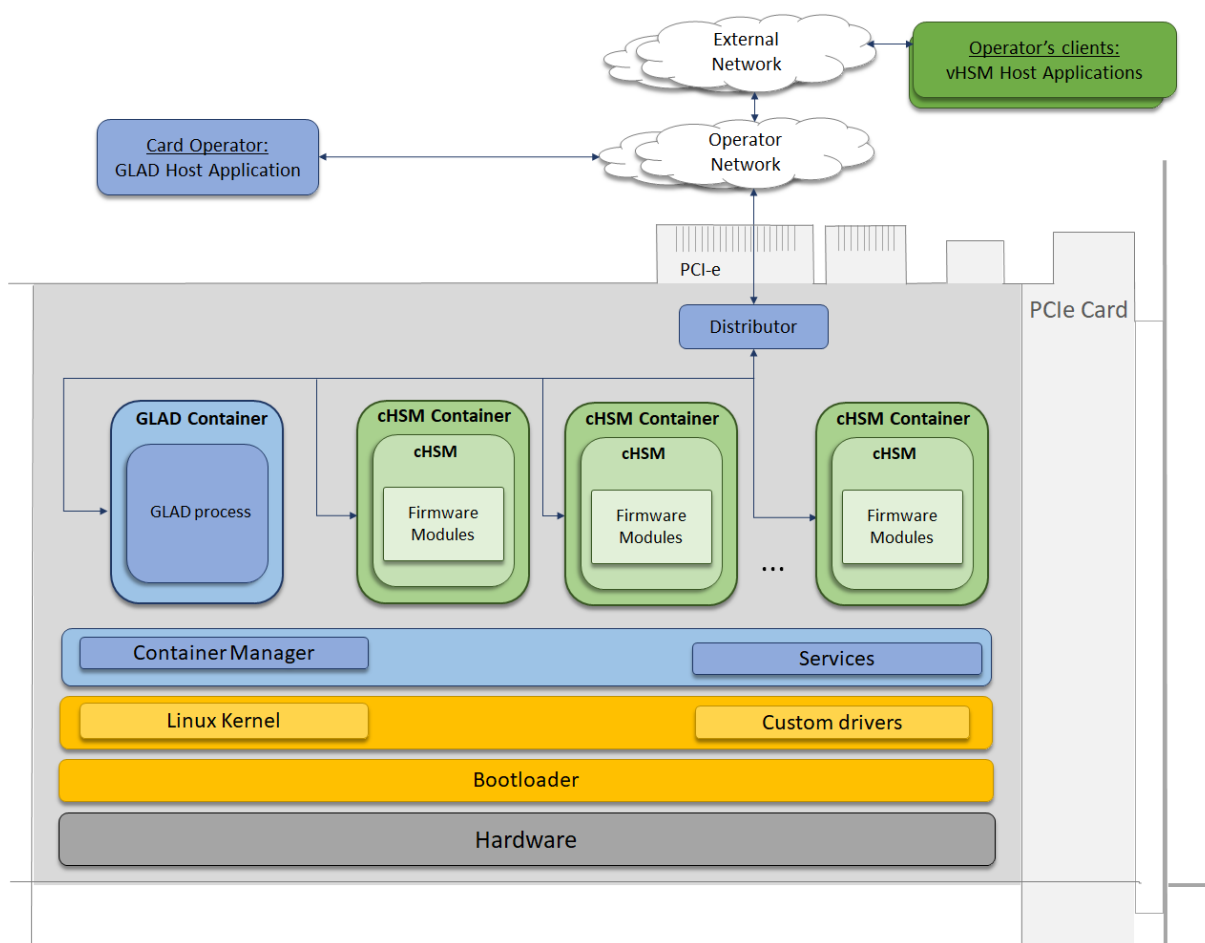 External
Network
Operator's clients:
vHSM Host Applications
Card Operator:
GLAD Host Application
Operator
Network
PCI-e
PCIe Card
Distributor
GLAD Container
GLAD process
cHSM Container
cHSM
Firmware
Modules
cHSM Container
cHSM
Firmware
Modules
...
cHSM Container
cHSM
Firmware
Modules
Container Manager
Services
Linux Kernel
Custom drivers
Bootloader
Hardware